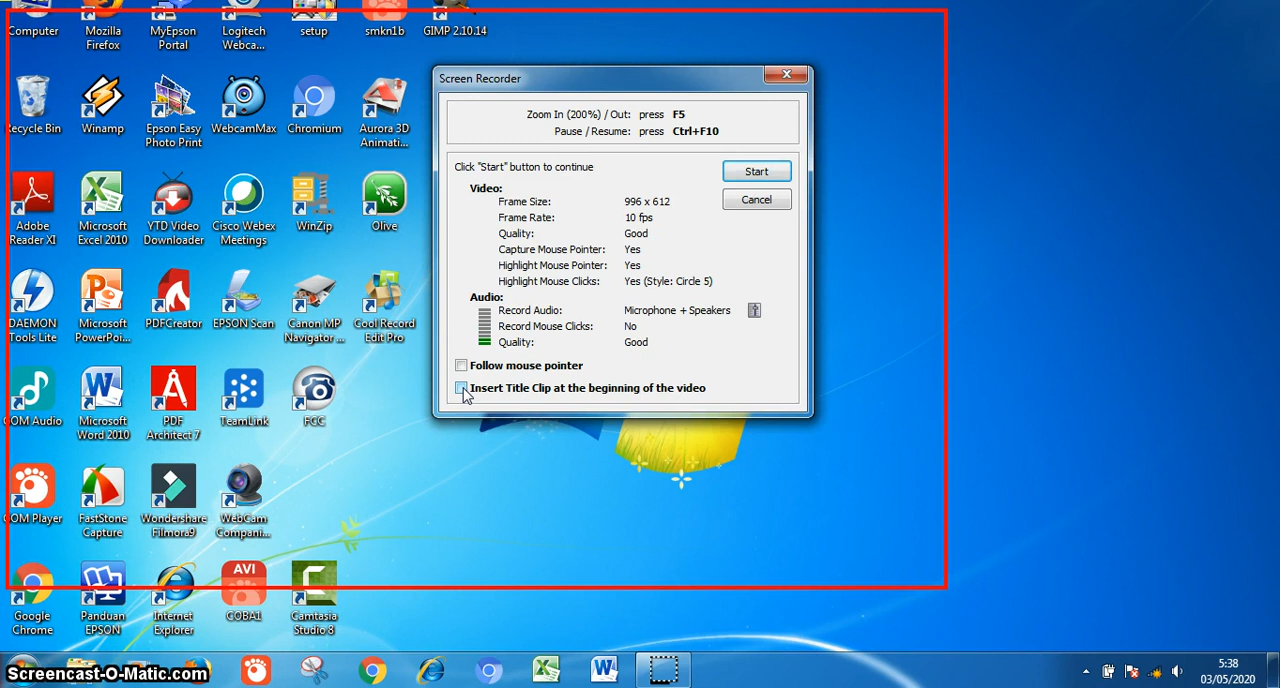 Computer
Mozilla
Firefox
MyEpson
Portal
Logitech
Webca...
setup
smkn1b
GIMP 2.10.14
Recycle Bin
Winamp
Epson Easy
Photo Print
WebcamMax
Chromium
Aurora 3D
Animati...
Adobe
Reader XI
Microsoft
Excel 2010
YTD Video
Downloader
Cisco Webex
Meetings
WinZip
Olive
DAEMON
Tools Lite
Microsoft
PowerPoi...
PDFCreator
EPSON Scan
Canon MP
Navigator ...
Cool Record
Edit Pro
GOM Audio
Microsoft
Word 2010
PDF
Architect 7
TeamLink
FCC
GOM Player
FastStone
Capture
Wondershare
Filmora9
WebCam
Compani...
Google
Chrome
Panduan
EPSON
Internet
Explorer
AVI
COBA1
Camtasia
Studio 8
Screen Recorder
Zoom In (200%) / Out: press F5
Pause / Resume: press Ctrl+F10
Click "Start" button to continue
Start
Cancel
Video:
Frame Size: 996 x 612
Frame Rate: 10 fps
Quality: Good
Capture Mouse Pointer: Yes
Highlight Mouse Pointer: Yes
Highlight Mouse Clicks: Yes (Style: Circle 5)
Audio:
Record Audio: Microphone + Speakers
Record Mouse Clicks: No
Quality: Good
Follow mouse pointer
Insert Title Clip at the beginning of the video
Screencast-O-Matic.com
5:38
03/05/2020